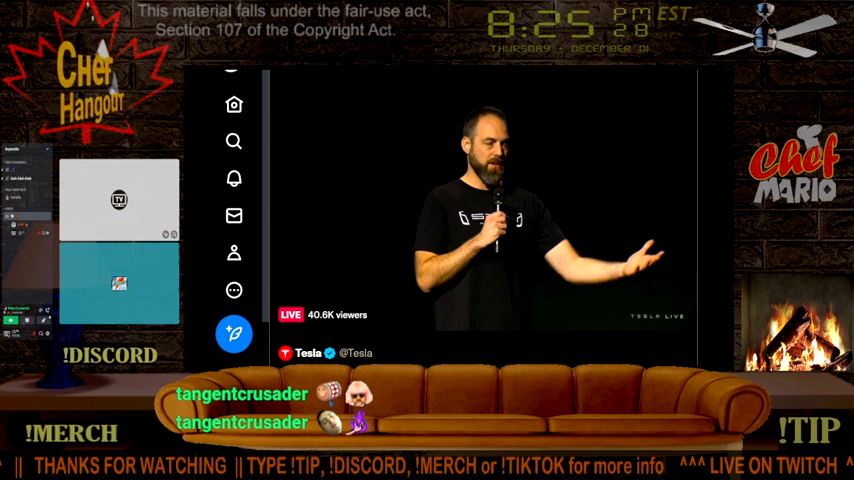 This material falls under the fair-use act,
Section 107 of the Copyright Act.
8:25 PM EST
28
THURSDAY - DECEMBER 01
Chef
Hangout
Chef
MARIO
TV
LIVE 40.6K viewers
TESLA LIVE
Tesla @Tesla
!DISCORD
tangentcrusader
tangentcrusader
!MERCH
!TIP
^ || THANKS FOR WATCHING || TYPE !TIP, !DISCORD, !MERCH or !TIKTOK for more info ^^^ LIVE ON TWITCH ^